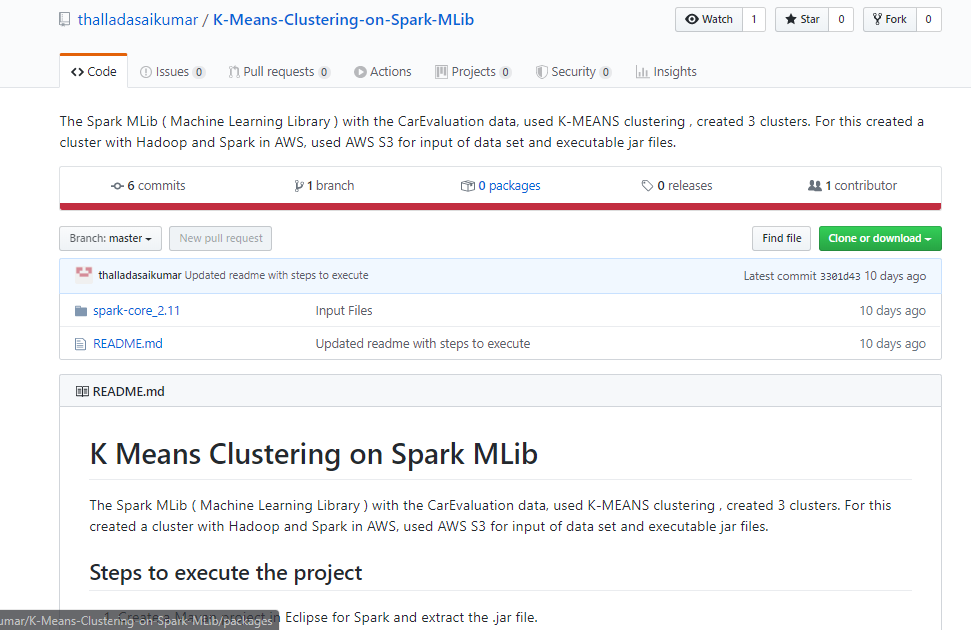 thalladasaikumar / K-Means-Clustering-on-Spark-MLib
Watch 1 Star 0 Fork 0
Code Issues 0 Pull requests 0 Actions Projects 0 Security 0 Insights
The Spark MLib ( Machine Learning Library ) with the CarEvaluation data, used K-MEANS clustering , created 3 clusters. For this created a
cluster with Hadoop and Spark in AWS, used AWS S3 for input of data set and executable jar files.
6 commits 1 branch 0 packages 0 releases 1 contributor
Branch: master New pull request Find file Clone or download
thalladasaikumar Updated readme with steps to execute Latest commit 3301d43 10 days ago
spark-core_2.11 Input Files 10 days ago
README.md Updated readme with steps to execute 10 days ago
README.md
K Means Clustering on Spark MLib
The Spark MLib ( Machine Learning Library ) with the CarEvaluation data, used K-MEANS clustering , created 3 clusters. For this
created a cluster with Hadoop and Spark in AWS, used AWS S3 for input of data set and executable jar files.
Steps to execute the project
1. Create a Maven project in Eclipse for Spark and extract the .jar file.
umar/K-Means-Clustering-on-Spark-MLib/packages